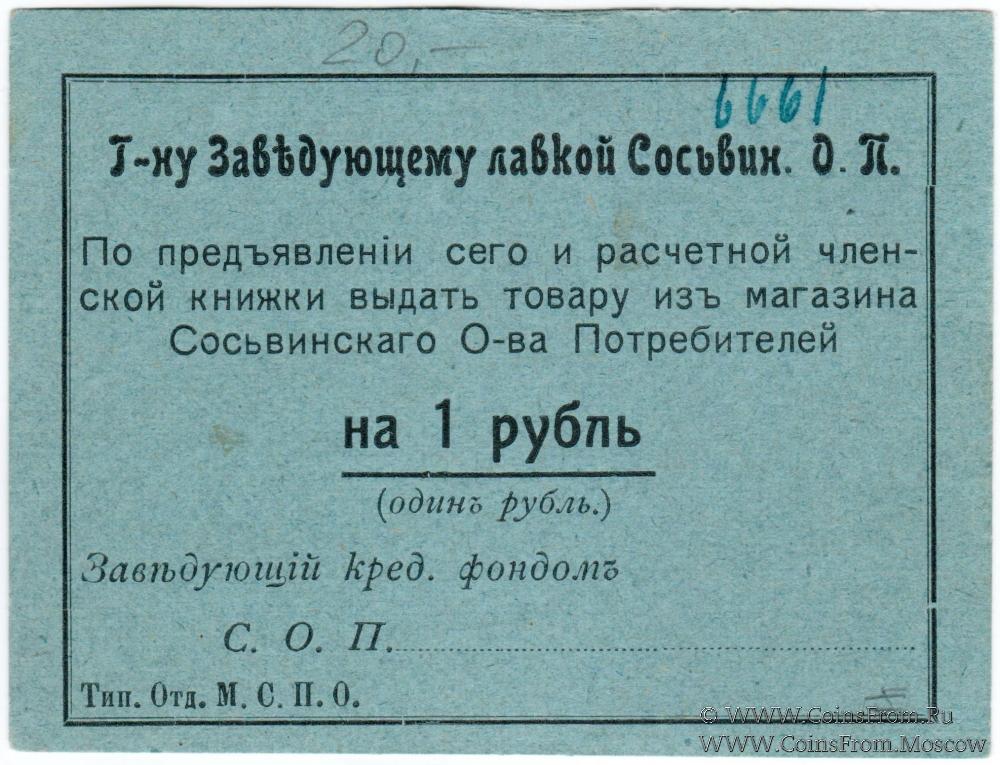 20,-
6661
Г-ну Завѣдующему лавкой Сосьвин. О. П.
По предъявленіи сего и расчетной член-
ской книжки выдать товару изъ магазина
Сосьвинскаго О-ва Потребителей
на 1 рубль
(одинъ рубль.)
Завѣдующій кред. фондомъ
С. О. П.
Тип. Отд. М. С. П. О.
© WWW.CoinsFrom.Ru
WWW.CoinsFrom.Moscow